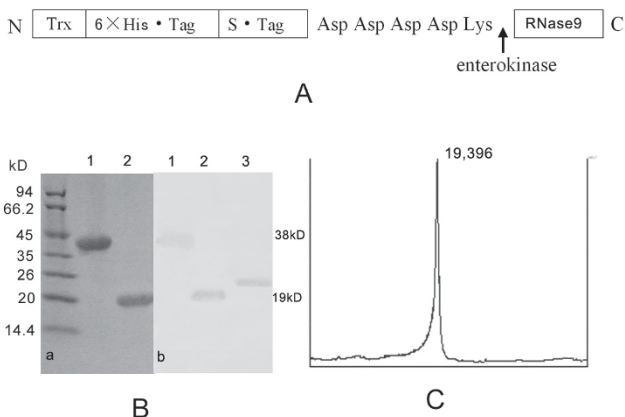 N Trx 6×His • Tag S • Tag Asp Asp Asp Asp Lys RNase9 C
enterokinase
A
kD 1 2 1 2 3
94
66.2
45
35
26
20
14.4
a b
38kD
19kD
B
19,396
C